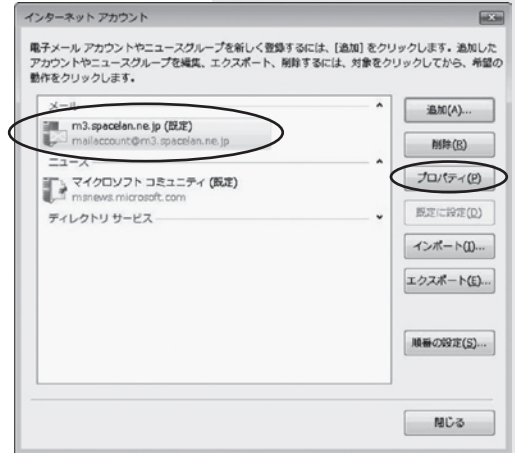 インターネット アカウント
電子メール アカウントやニュースグループを新しく登録するには、[追加] をクリックします。追加した
アカウントやニュースグループを編集、エクスポート、削除するには、対象をクリックしてから、希望の
動作をクリックします。
メール
m3.spacelan.ne.jp (既定)
mailaccount@m3.spacelan.ne.jp
ニュース
マイクロソフト コミュニティ (既定)
msnews.microsoft.com
ディレクトリ サービス
追加(A)...
削除(R)
プロパティ(P)
既定に設定(D)
インポート(I)...
エクスポート(E)...
順番の設定(S)...
閉じる